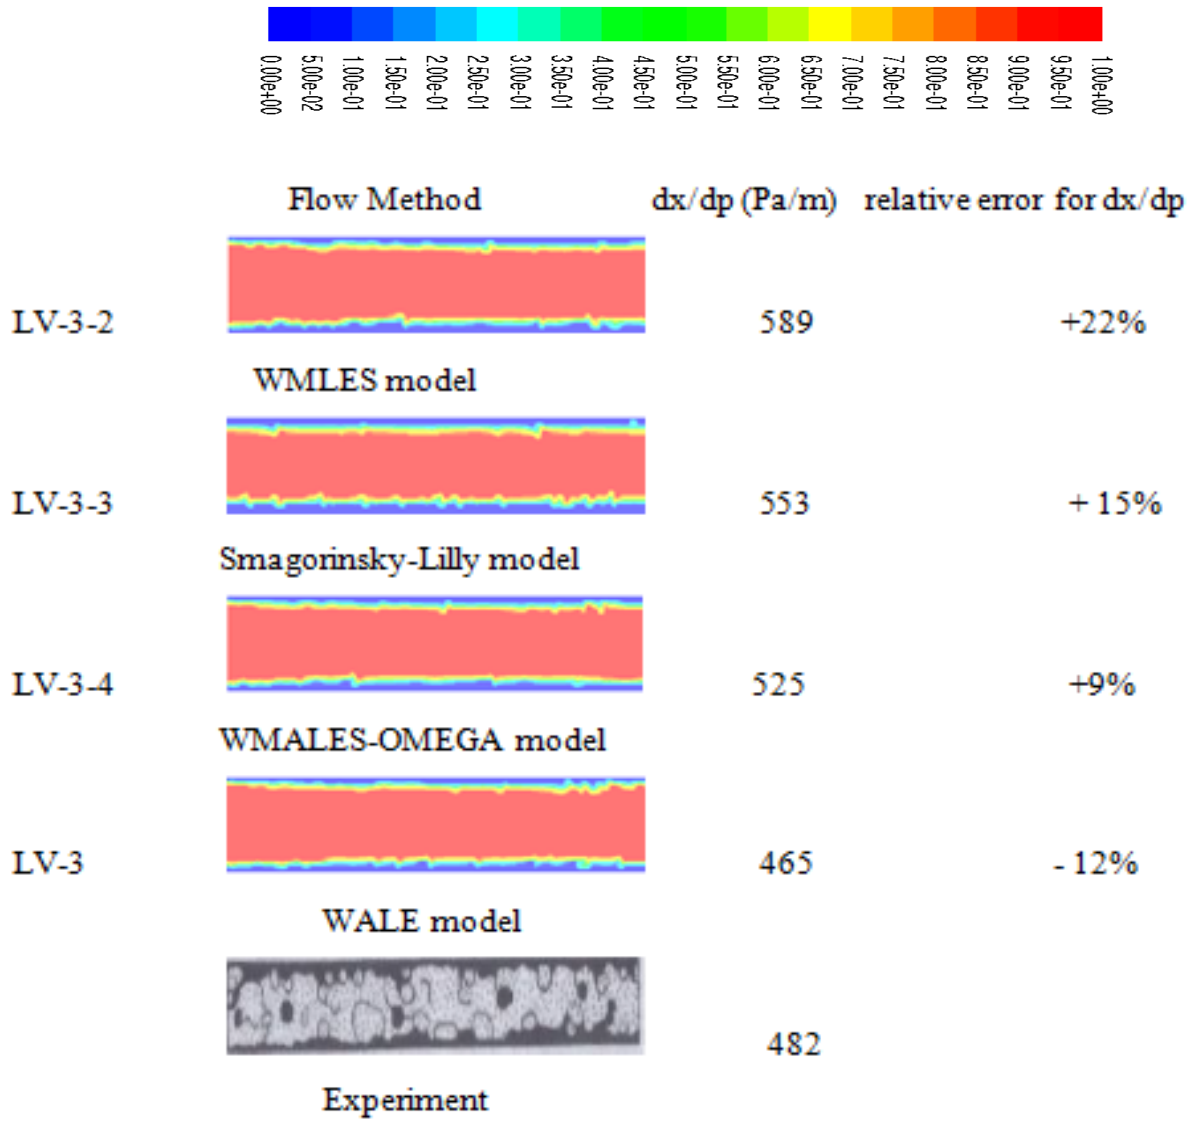 0.00e+00
5.00e-02
1.00e-01
1.50e-01
2.00e-01
2.50e-01
3.00e-01
3.50e-01
4.00e-01
4.50e-01
5.00e-01
5.50e-01
6.00e-01
6.50e-01
7.00e-01
7.50e-01
8.00e-01
8.50e-01
9.00e-01
9.50e-01
1.00e+00
Flow Method dx/dp (Pa/m) relative error for dx/dp
LV-3-2 589 +22%
WMLES model
LV-3-3 553 + 15%
Smagorinsky-Lilly model
LV-3-4 525 +9%
WMALES-OMEGA model
LV-3 465 - 12%
WALE model
482
Experiment